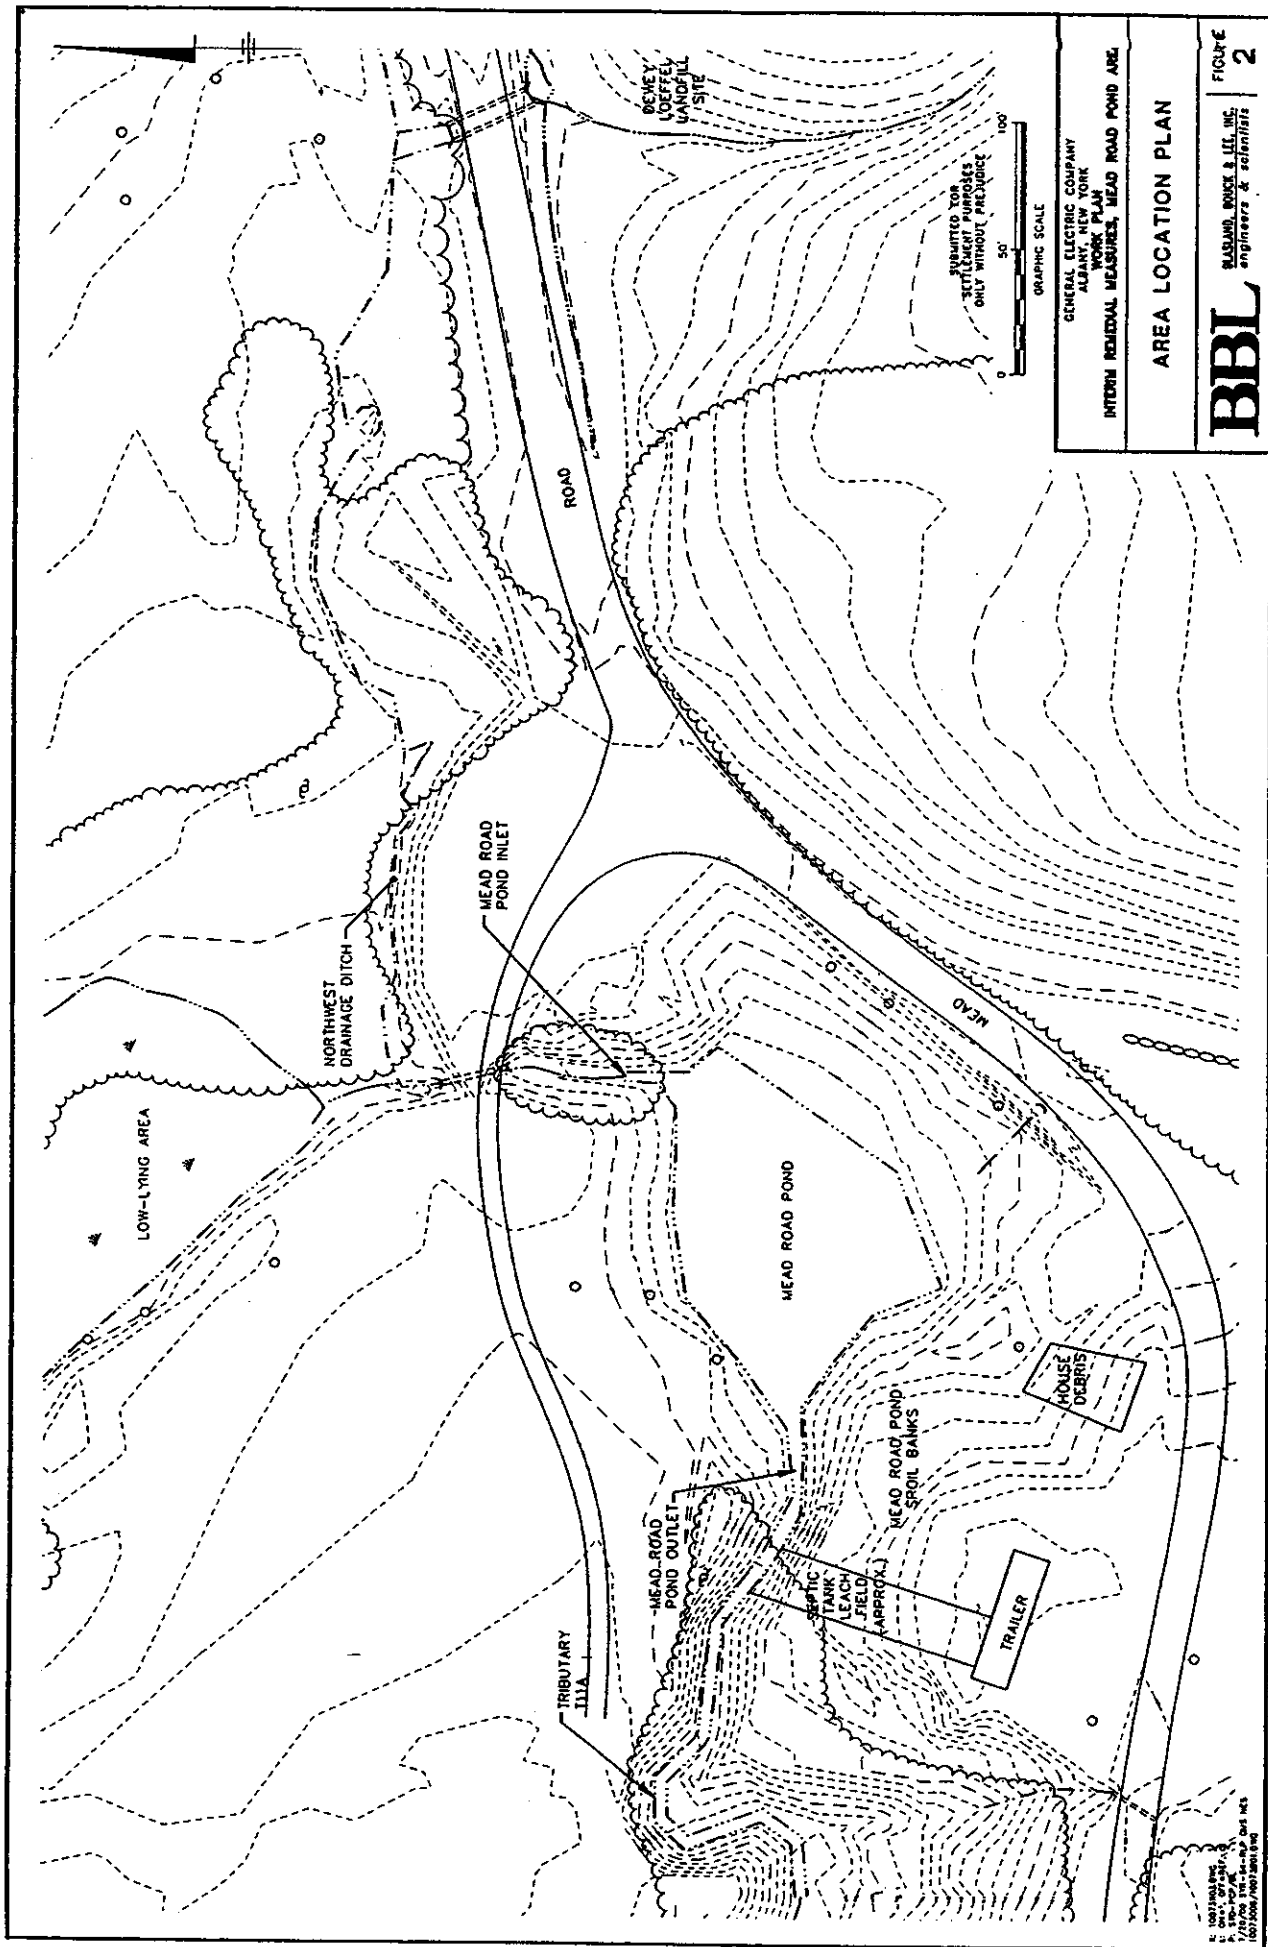 LOW-LYING AREA
NORTHWEST
DRAINAGE DITCH
MEAD ROAD
POND INLET
ROAD
DEWEY
LOEFFEL
LANDFILL
SITE
TRIBUTARY
T11A
MEAD ROAD
POND OUTLET
MEAD ROAD POND
MEAD
SEPTIC
TANK
LEACH
FIELD
(APPROX.)
MEAD ROAD POND
SPOIL BANKS
TRAILER
HOUSE
DEBRIS
SUBMITTED FOR
SETTLEMENT PURPOSES
ONLY WITHOUT PREJUDICE
0 50' 100'
GRAPHIC SCALE
GENERAL ELECTRIC COMPANY
ALBANY, NEW YORK
WORK PLAN
INTERIM REMEDIAL MEASURES, MEAD ROAD POND ARE
AREA LOCATION PLAN
BBL
BLASLAND, BOUCK & LEE, INC.
engineers & scientists
FIGURE
2